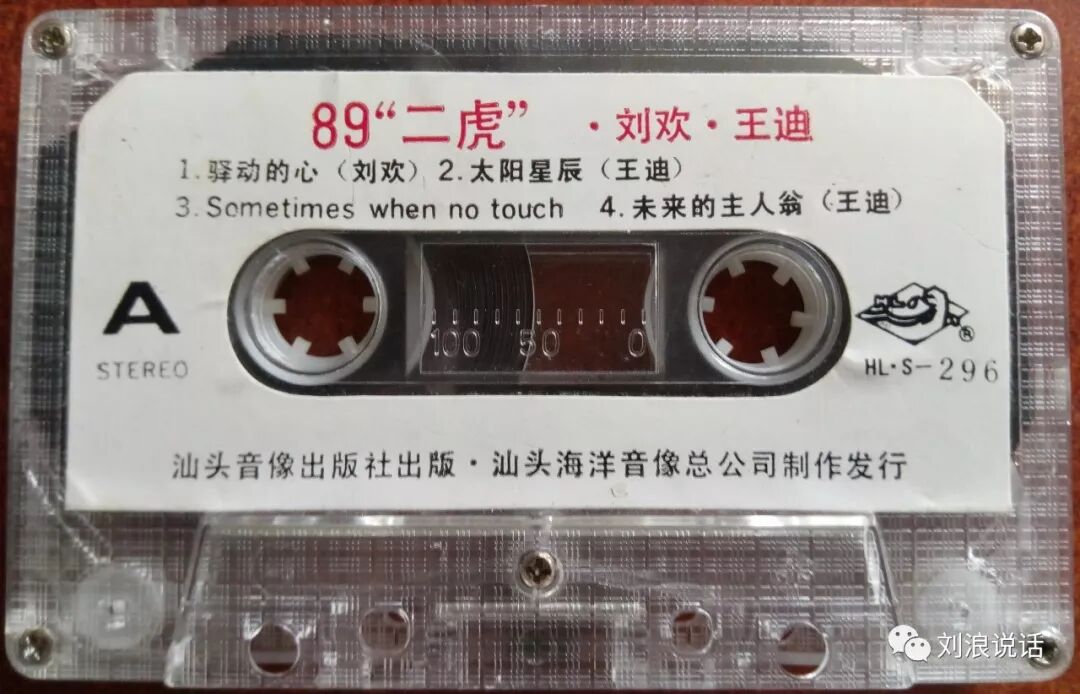 89“二虎” ·刘欢·王迪
1.驿动的心（刘欢）2.太阳星辰（王迪）
3.Sometimes when no touch 4.未来的主人翁（王迪）
A
STEREO
100 50 0
®
HL·S-296
汕头音像出版社出版·汕头海洋音像总公司制作发行
刘浪说话